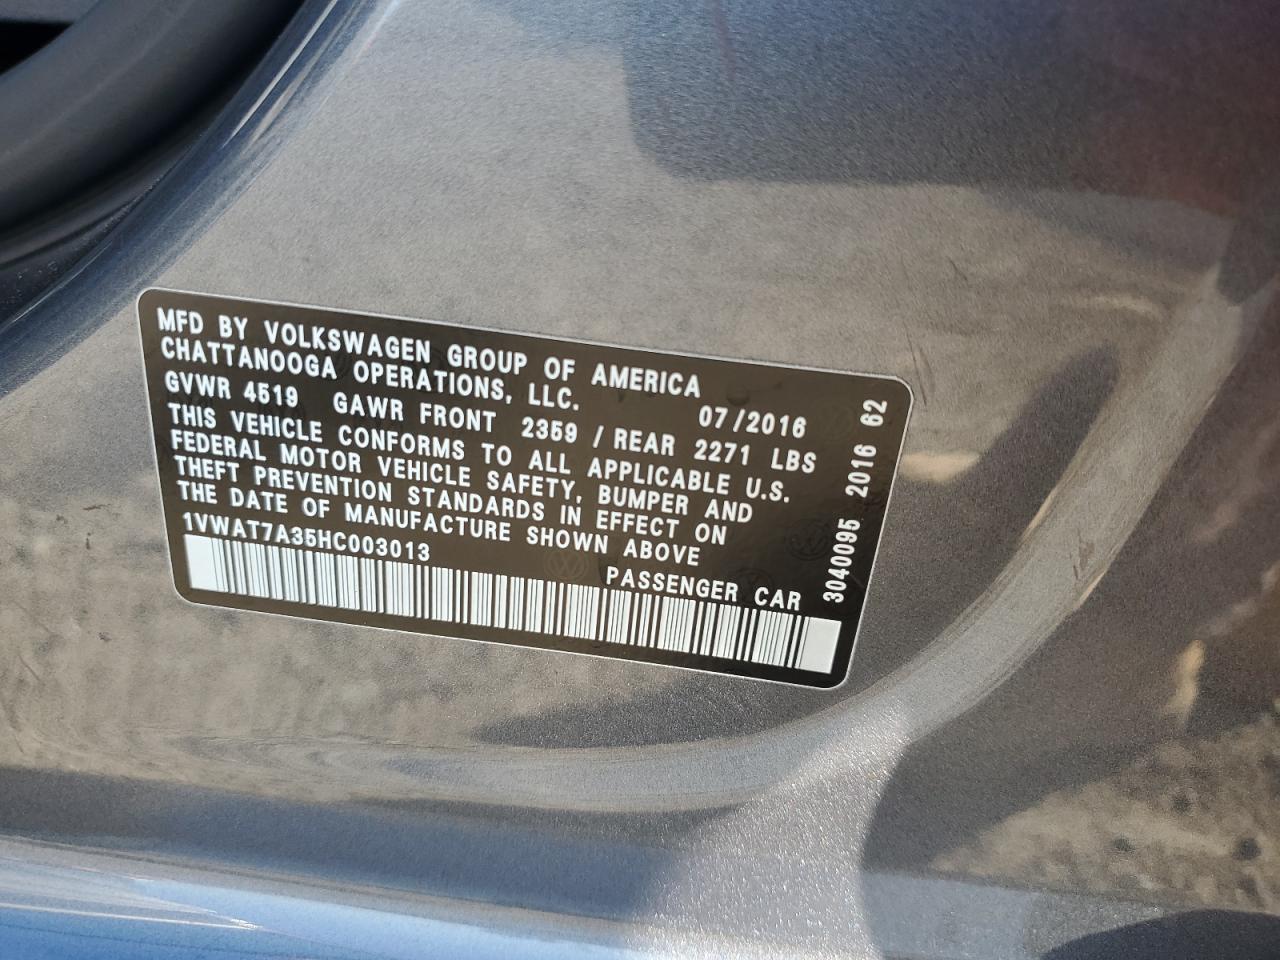 MFD BY VOLKSWAGEN GROUP OF AMERICA
CHATTANOOGA OPERATIONS, LLC. 07/2016
GVWR 4519 GAWR FRONT 2359 / REAR 2271 LBS
THIS VEHICLE CONFORMS TO ALL APPLICABLE U.S.
FEDERAL MOTOR VEHICLE SAFETY, BUMPER AND
THEFT PREVENTION STANDARDS IN EFFECT ON
THE DATE OF MANUFACTURE SHOWN ABOVE
1VWAT7A35HC003013 PASSENGER CAR
3040095 2016 62